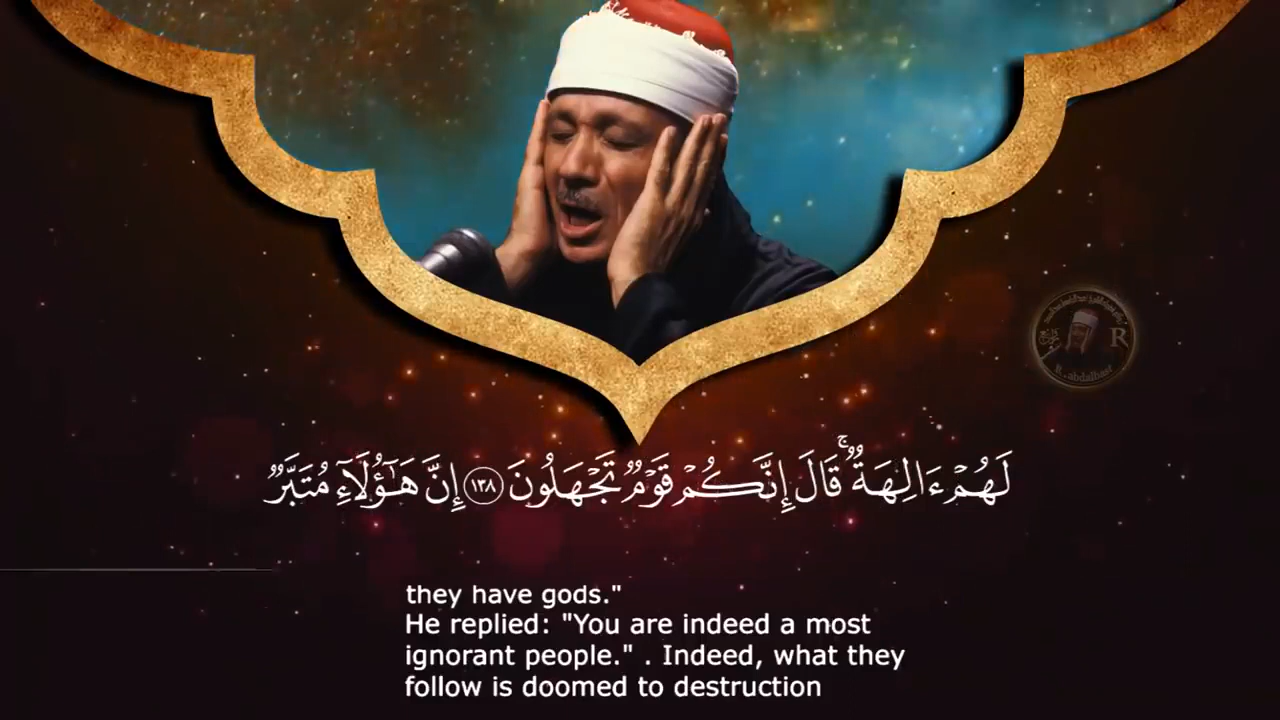 R
R_abdalbast
لَهُمْ ءَالِهَةٌ ۚ قَالَ إِنَّكُمْ قَوْمٌ تَجْهَلُونَ ١٣٨ إِنَّ هَـٰٓؤُلَآءِ مُتَبَّرٌ
they have gods."
He replied: "You are indeed a most
ignorant people." . Indeed, what they
follow is doomed to destruction